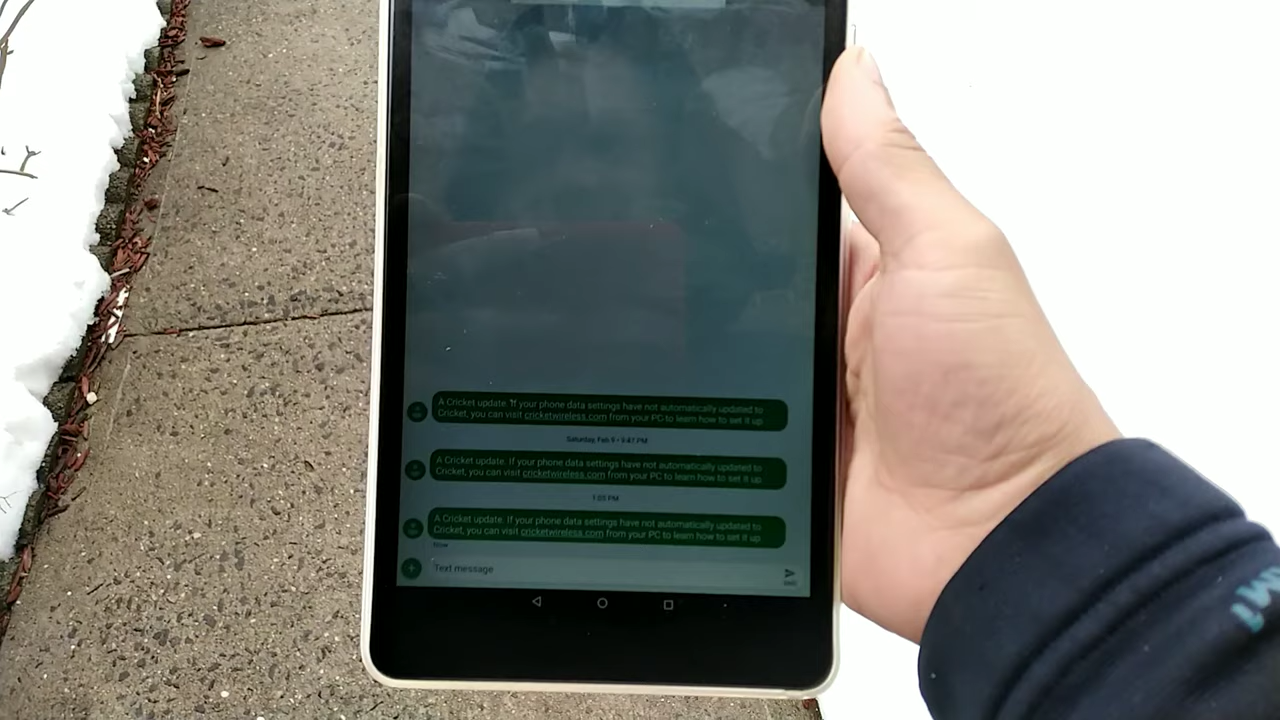 A Cricket update. If your phone data settings have not automatically updated to
Cricket, you can visit cricketwireless.com from your PC to learn how to set it up.
Saturday, Feb 9 • 5:47 PM
A Cricket update. If your phone data settings have not automatically updated to
Cricket, you can visit cricketwireless.com from your PC to learn how to set it up.
1:05 PM
A Cricket update. If your phone data settings have not automatically updated to
Cricket, you can visit cricketwireless.com from your PC to learn how to set it up.
Now
Text message
SMS